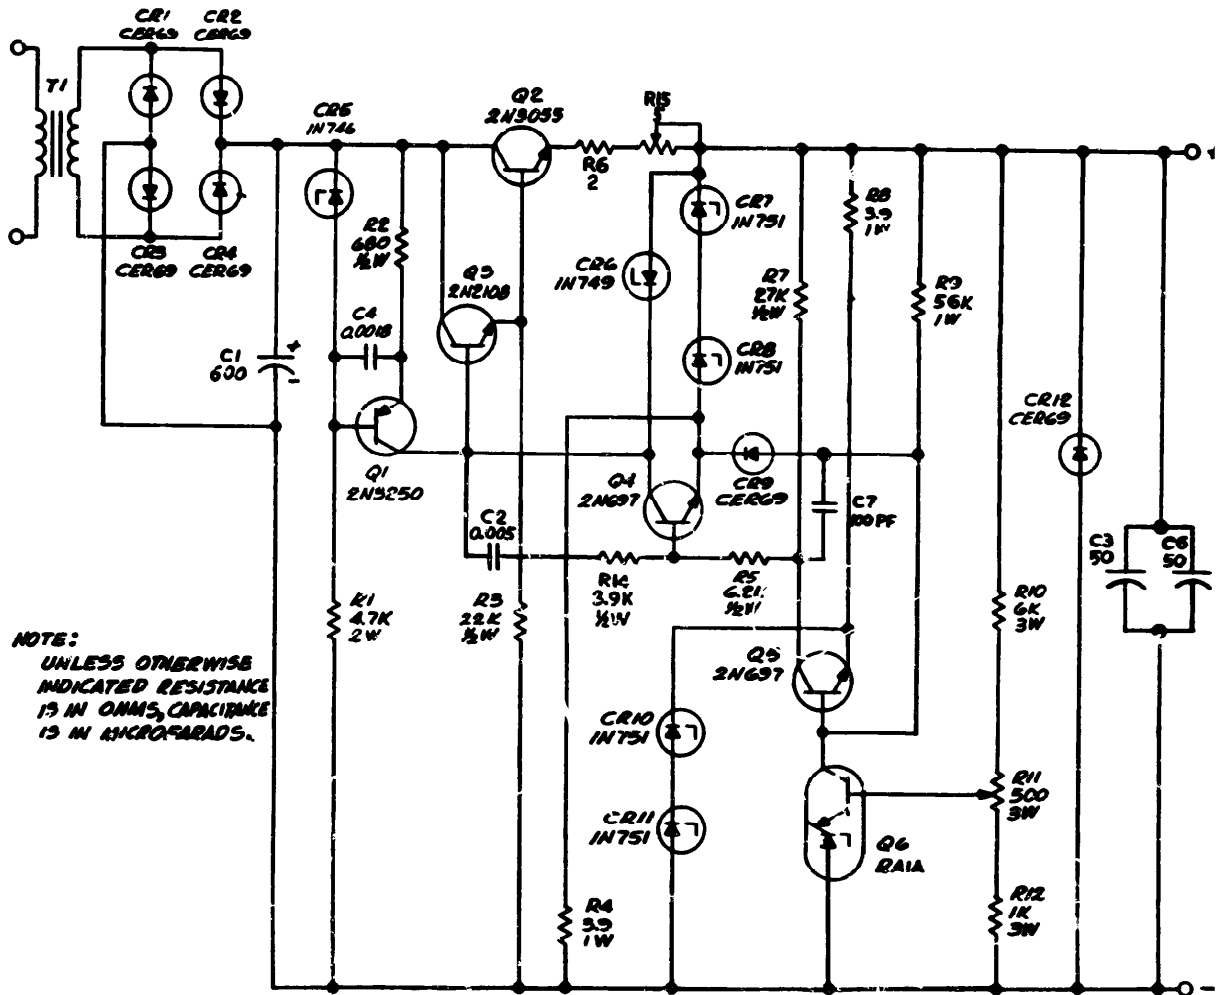 CR1
CER69
CR2
CER69
T1
CR3
CER69
CR4
CER69
CR5
1N746
Q2
2N3055
R15
5
R6
2
R2
680
½W
Q3
2N2108
C4
0.0018
C1
600
+
-
Q1
2N3250
CR6
1N749
CR7
1N751
CR8
1N751
R7
27K
½W
R8
3.9
1W
R9
56K
1W
Q4
2N697
CR9
CER69
C7
100 PF
C2
0.005
R14
3.9K
½W
R5
½W
R1
4.7K
2W
R3
22K
½W
NOTE:
UNLESS OTHERWISE
INDICATED RESISTANCE
IS IN OHMS, CAPACITANCE
IS IN MICROFARADS.
CR10
1N751
CR11
1N751
Q5
2N697
Q6
RA1A
R4
3.9
1W
R10
6K
3W
R11
500
3W
R12
1K
3W
CR12
CER69
C3
50
C6
50
+
-